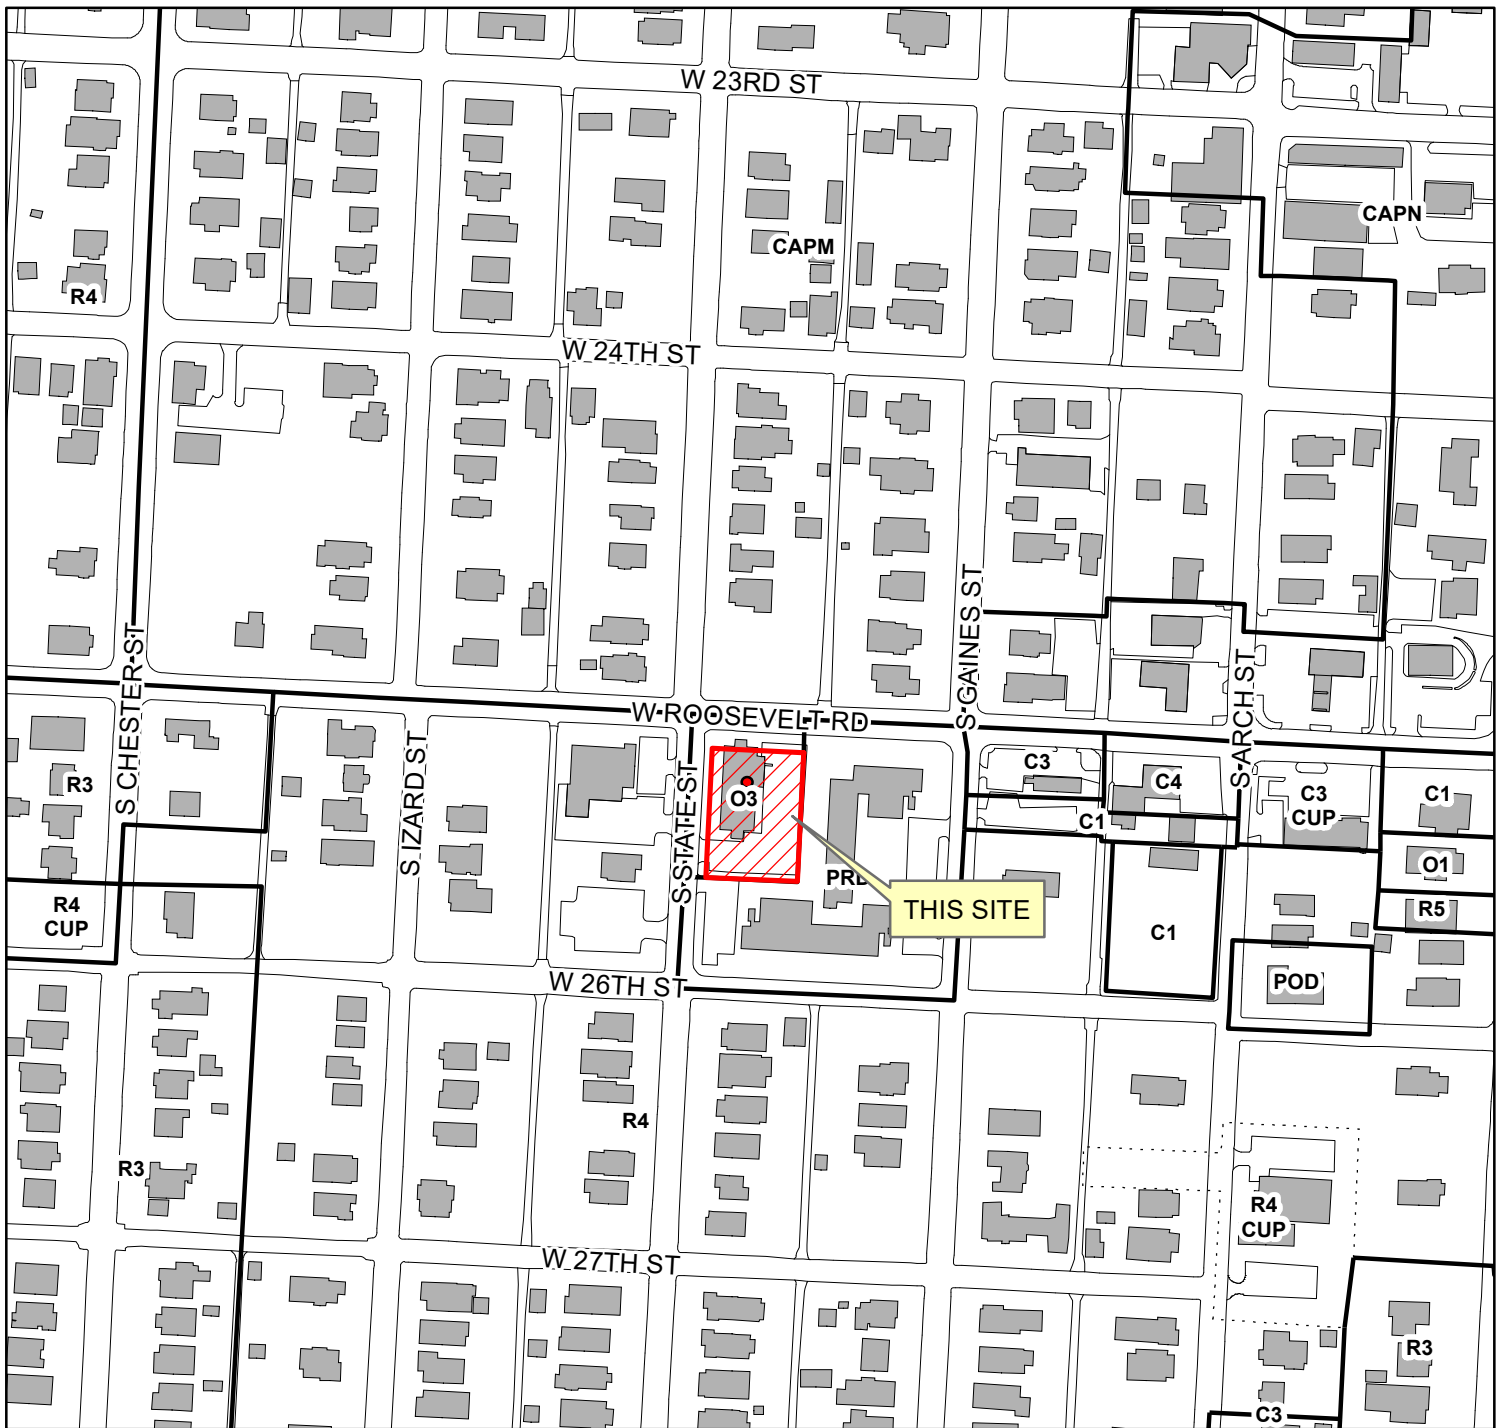 W 23RD ST
CAPN
CAPM
R4
W 24TH ST
S GAINES ST
S CHESTER ST
S ARCH ST
W ROOSEVELT RD
S IZARD ST
S STATE ST
R3
O3
C3
C4
C3
CUP
C1
C1
O1
PRD
THIS SITE
R4
CUP
R5
C1
POD
W 26TH ST
R4
R3
R4
CUP
W 27TH ST
R3
C3